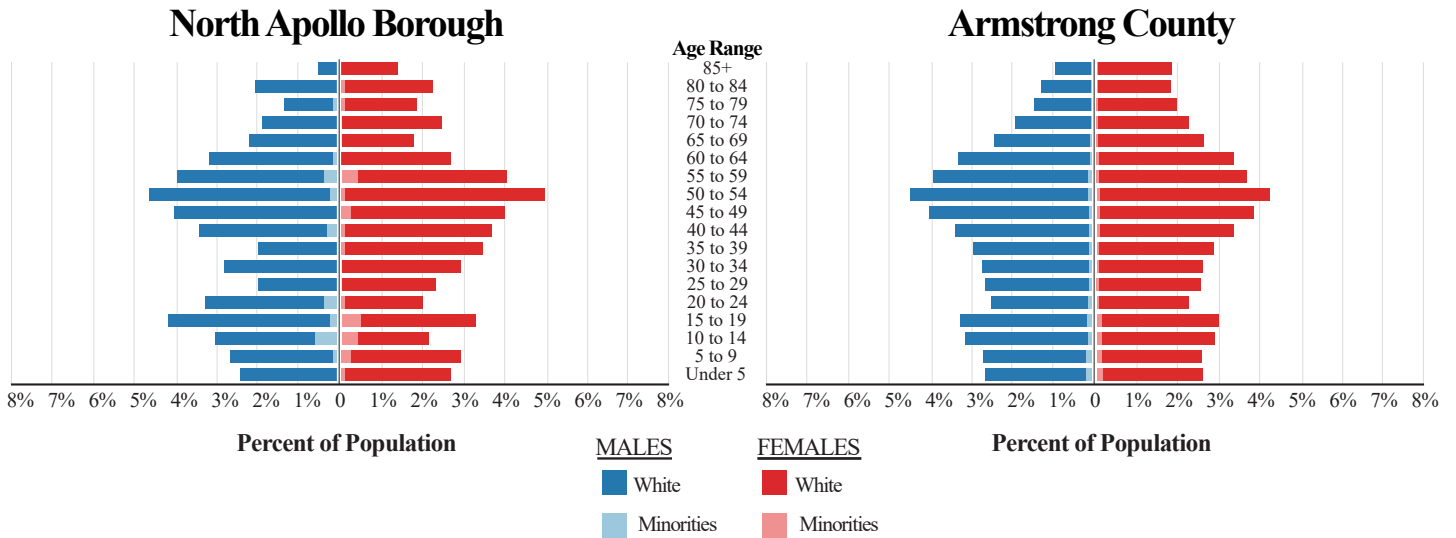 North Apollo Borough
Armstrong County
Age Range
85+
80 to 84
75 to 79
70 to 74
65 to 69
60 to 64
55 to 59
50 to 54
45 to 49
40 to 44
35 to 39
30 to 34
25 to 29
20 to 24
15 to 19
10 to 14
5 to 9
Under 5
8% 7% 6% 5% 4% 3% 2% 1% 0 1% 2% 3% 4% 5% 6% 7% 8%
8% 7% 6% 5% 4% 3% 2% 1% 0 1% 2% 3% 4% 5% 6% 7% 8%
Percent of Population
Percent of Population
MALES
FEMALES
White
White
Minorities
Minorities